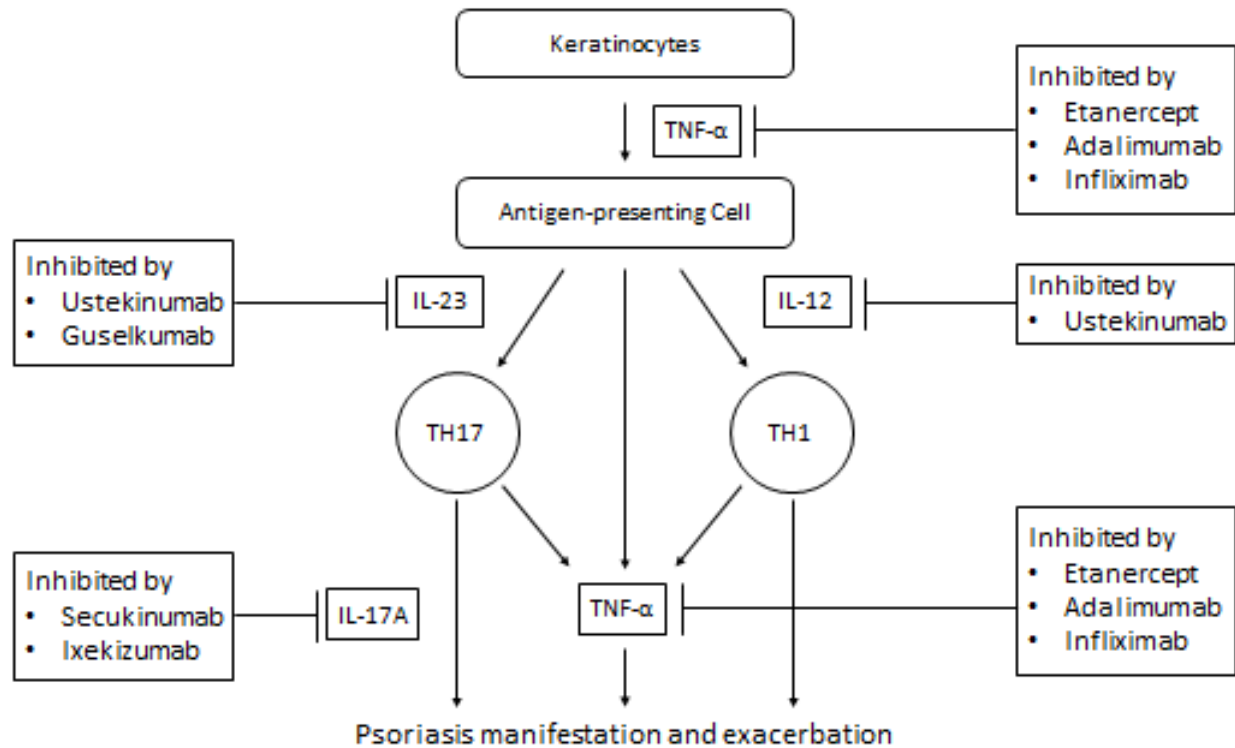 Keratinocytes
Inhibited by
• Etanercept
• Adalimumab
• Infliximab
TNF-α
Antigen-presenting Cell
Inhibited by
• Ustekinumab
• Guselkumab
IL-23
IL-12
Inhibited by
• Ustekinumab
TH17
TH1
Inhibited by
• Secukinumab
• Ixekizumab
IL-17A
TNF-α
Inhibited by
• Etanercept
• Adalimumab
• Infliximab
Psoriasis manifestation and exacerbation